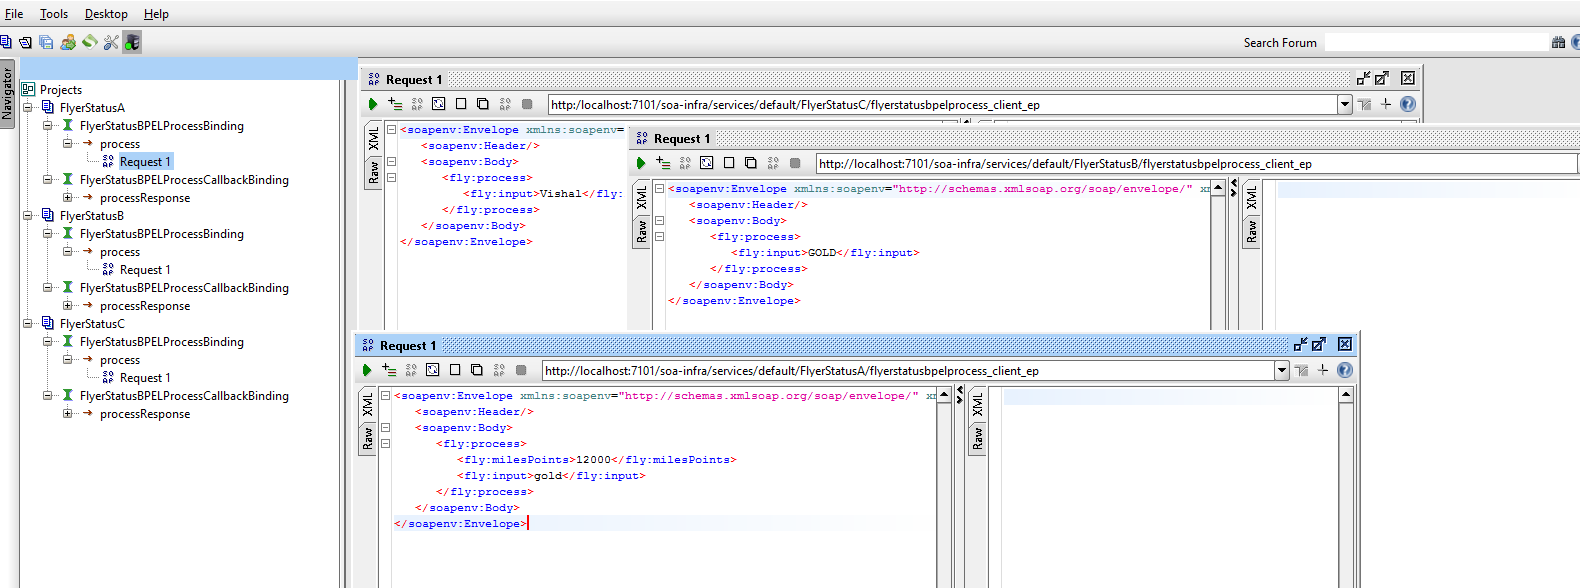 File Tools Desktop Help
Search Forum
Navigator
Projects
FlyerStatusA
FlyerStatusBPELProcessBinding
process
Request 1
FlyerStatusBPELProcessCallbackBinding
processResponse
FlyerStatusB
FlyerStatusBPELProcessBinding
process
Request 1
FlyerStatusBPELProcessCallbackBinding
processResponse
FlyerStatusC
FlyerStatusBPELProcessBinding
process
Request 1
FlyerStatusBPELProcessCallbackBinding
processResponse
Request 1
http://localhost:7101/soa-infra/services/default/FlyerStatusC/flyerstatusbpelprocess_client_ep
XML
Raw
<soapenv:Envelope xmlns:soapenv=
<soapenv:Header/>
<soapenv:Body>
<fly:process>
<fly:input>Vishal</fly:
</fly:process>
</soapenv:Body>
</soapenv:Envelope>
Request 1
http://localhost:7101/soa-infra/services/default/FlyerStatusB/flyerstatusbpelprocess_client_ep
XML
Raw
<soapenv:Envelope xmlns:soapenv="http://schemas.xmlsoap.org/soap/envelope/" x
<soapenv:Header/>
<soapenv:Body>
<fly:process>
<fly:input>GOLD</fly:input>
</fly:process>
</soapenv:Body>
</soapenv:Envelope>
XML
Raw
Request 1
http://localhost:7101/soa-infra/services/default/FlyerStatusA/flyerstatusbpelprocess_client_ep
XML
Raw
<soapenv:Envelope xmlns:soapenv="http://schemas.xmlsoap.org/soap/envelope/" x
<soapenv:Header/>
<soapenv:Body>
<fly:process>
<fly:milesPoints>12000</fly:milesPoints>
<fly:input>gold</fly:input>
</fly:process>
</soapenv:Body>
</soapenv:Envelope>
XML
Raw